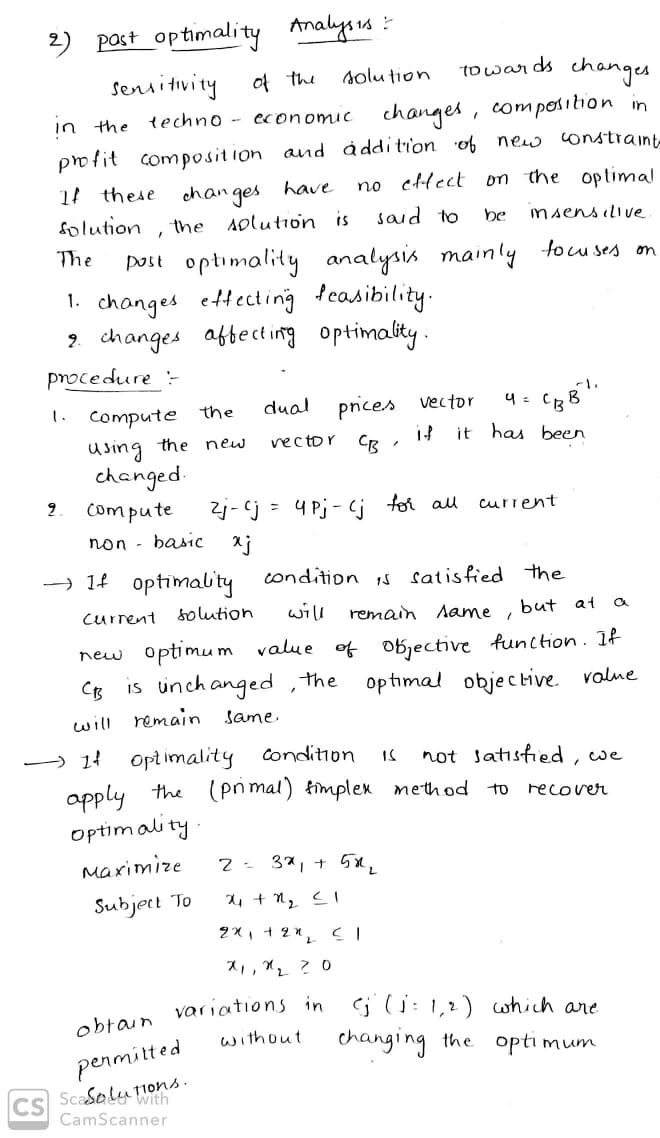 2) post optimality Analysis :-
sensitivity of the solution towards changes
in the techno - economic changes, composition in
profit composition and addition of new constraint
If these changes have no effect on the optimal
solution, the solution is said to be insensitive.
The post optimality analysis mainly focuses on
1. changes effecting feasibility.
2. changes affecting optimality.
procedure :-
1. compute the dual prices vector y = C_B B^-1.
using the new vector C_B, if it has been
changed.
2. compute zj - cj = y Pj - cj for all current
non - basic xj
→ If optimality condition is satisfied the
current solution will remain same, but at a
new optimum value of objective function. If
C_B is unchanged, the optimal objective value
will remain same.
→ If optimality condition is not satisfied, we
apply the (primal) simplex method to recover
optimality.
Maximize Z = 3x₁ + 5x₂
Subject To x₁ + x₂ ≤ 1
2x₁ + 2x₂ ≤ 1
x₁, x₂ ≥ 0
obtain variations in cj (j = 1,2) which are
permitted without changing the optimum
solutions.
CS Scanned with
CamScanner